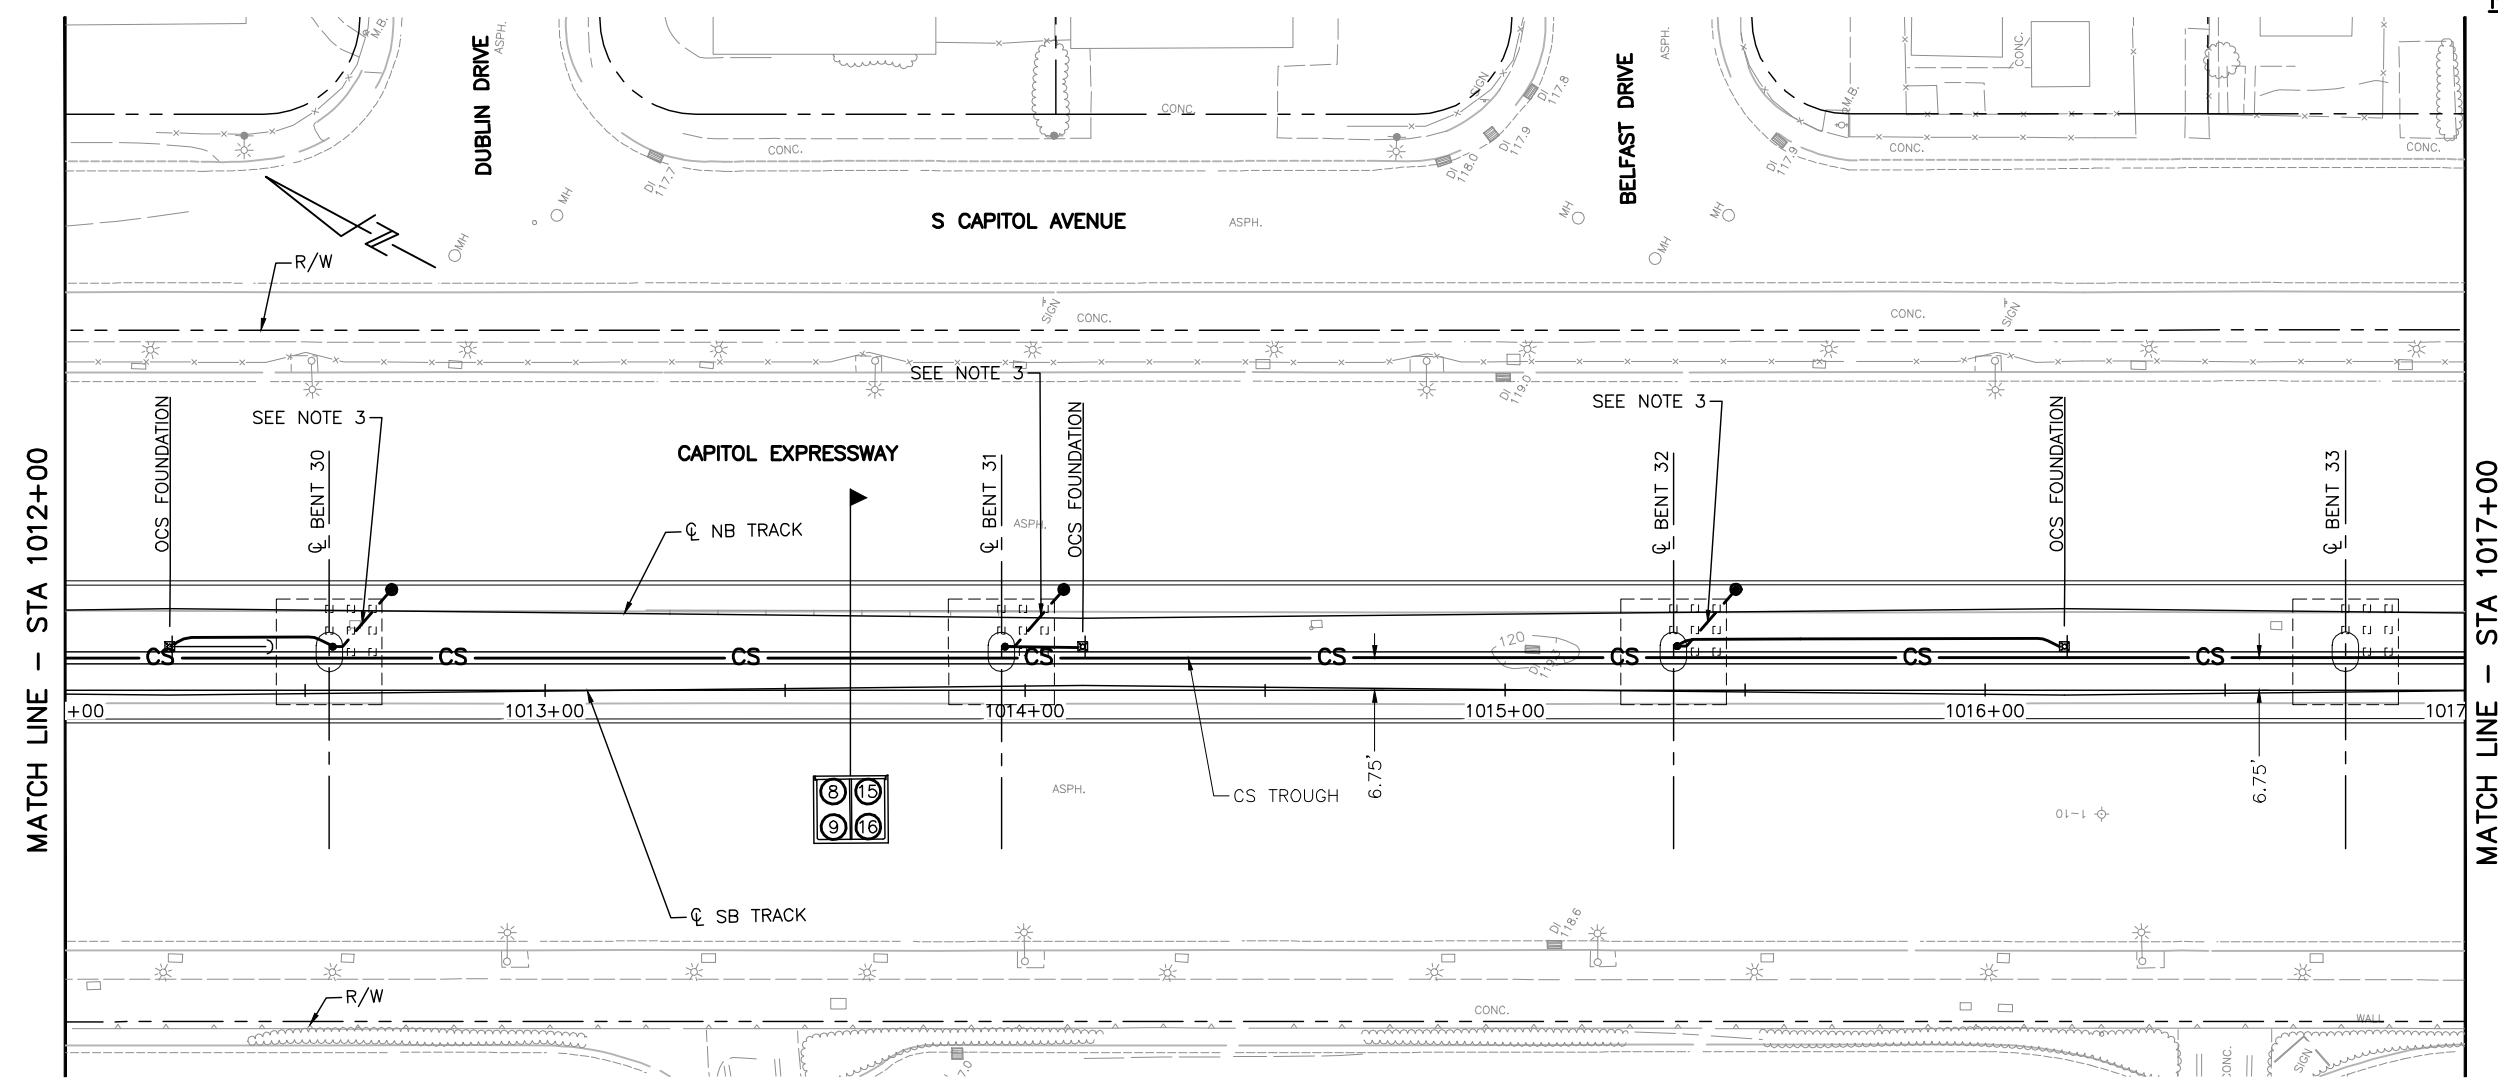 M.B.
DUBLIN DRIVE
ASPH.
CONC.
SIGN
DI
117.8
BELFAST DRIVE
ASPH.
M.B.
CONC.
CONC.
DI
117.7
DI
118.0
DI
117.9
DI
117.9
CONC.
CONC.
MH
MH
S CAPITOL AVENUE
ASPH.
MH
MH
MH
R/W
SIGN
CONC.
CONC.
SIGN
SEE NOTE 3
DI
119.0
OCS FOUNDATION
SEE NOTE 3
OCS FOUNDATION
SEE NOTE 3
OCS FOUNDATION
CAPITOL EXPRESSWAY
℄ BENT 30
℄ BENT 31
℄ BENT 32
℄ BENT 33
ASPH.
℄ NB TRACK
MATCH LINE - STA 1012+00
MATCH LINE - STA 1017+00
120
DI
CS
CS
CS
CS
CS
CS
CS
CS
+00
1013+00
1014+00
1015+00
1016+00
1017
6.75'
6.75'
8
15
9
16
ASPH.
CS TROUGH
1-10
℄ SB TRACK
DI
118.6
R/W
CONC.
WALL
7.0
SIGN
CONC.